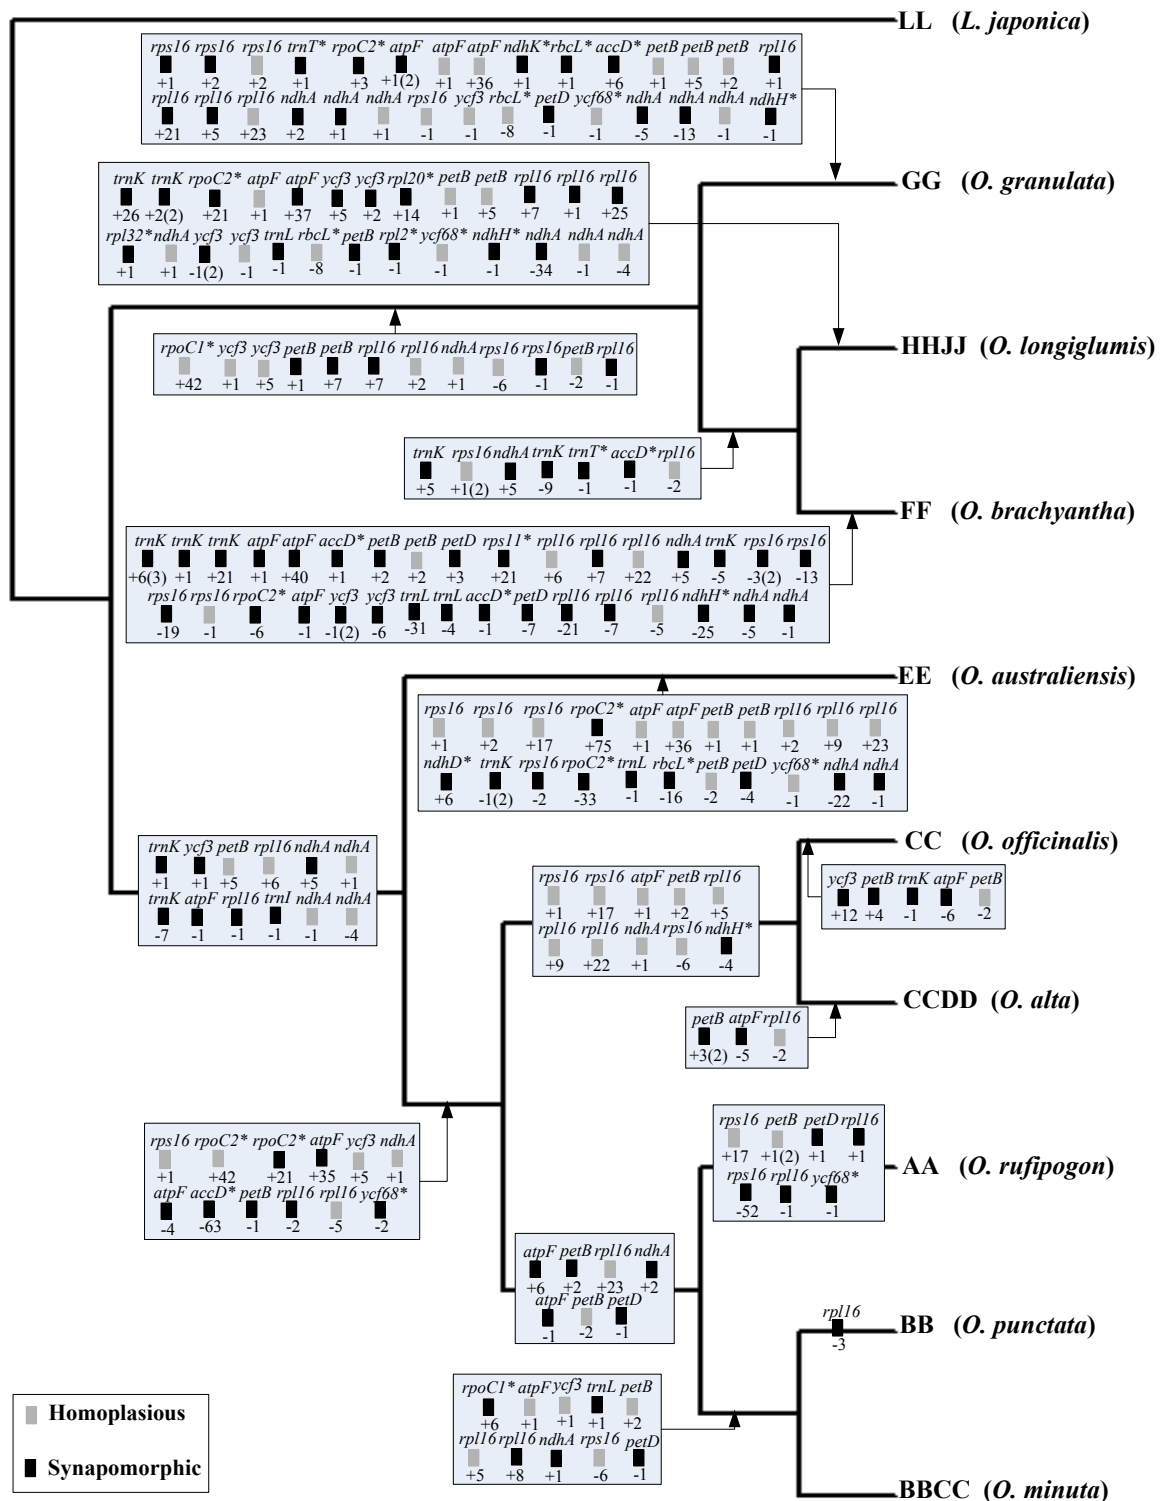 LL (L. japonica)
rps16 rps16 rps16 trnT* rpoC2* atpF atpF atpF ndhK* rbcL* accD* petB petB petB rpl16
+1 +2 +2 +1 +3 +1(2) +1 +36 +1 +1 +6 +1 +5 +2 +1
rpl16 rpl16 rpl16 ndhA ndhA ndhA rps16 ycf3 rbcL* petD ycf68* ndhA ndhA ndhA ndhH*
+21 +5 +23 +2 +1 +1 -1 -1 -8 -1 -1 -5 -13 -1 -1
GG (O. granulata)
trnK trnK rpoC2* atpF atpF ycf3 ycf3 rpl20* petB petB rpl16 rpl16 rpl16
+26 +2(2) +21 +1 +37 +5 +2 +14 +1 +5 +7 +1 +25
rpl32* ndhA ycf3 ycf3 trnL rbcL* petB rpl2* ycf68* ndhH* ndhA ndhA ndhA
+1 +1 -1(2) -1 -1 -8 -1 -1 -1 -1 -34 -1 -4
HHJJ (O. longiglumis)
rpoC1* ycf3 ycf3 petB petB rpl16 rpl16 ndhA rps16 rps16 petB rpl16
+42 +1 +5 +1 +7 +7 +2 +1 -6 -1 -2 -1
trnK rps16 ndhA trnK trnT* accD* rpl16
+5 +1(2) +5 -9 -1 -1 -2
FF (O. brachyantha)
trnK trnK trnK atpF atpF accD* petB petB petD rps11* rpl16 rpl16 rpl16 ndhA trnK rps16 rps16
+6(3) +1 +21 +1 +40 +1 +2 +2 +3 +21 +6 +7 +22 +5 -5 -3(2) -13
rps16 rps16 rpoC2* atpF ycf3 ycf3 trnL trnL accD* petD rpl16 rpl16 rpl16 ndhH* ndhA ndhA
-19 -1 -6 -1 -1(2) -6 -31 -4 -1 -7 -21 -7 -5 -25 -5 -1
EE (O. australiensis)
rps16 rps16 rps16 rpoC2* atpF atpF petB petB rpl16 rpl16 rpl16
+1 +2 +17 +75 +1 +36 +1 +1 +2 +9 +23
ndhD* trnK rps16 rpoC2* trnL rbcL* petB petD ycf68* ndhA ndhA
+6 -1(2) -2 -33 -1 -16 -2 -4 -1 -22 -1
trnK ycf3 petB rpl16 ndhA ndhA
+1 +1 +5 +6 +5 +1
trnK atpF rpl16 trnI ndhA ndhA
-7 -1 -1 -1 -1 -4
CC (O. officinalis)
rps16 rps16 atpF petB rpl16
+1 +17 +1 +2 +5
rpl16 rpl16 ndhA rps16 ndhH*
+9 +22 +1 -6 -4
ycf3 petB trnK atpF petB
+12 +4 -1 -6 -2
CCDD (O. alta)
petB atpF rpl16
+3(2) -5 -2
rps16 rpoC2* rpoC2* atpF ycf3 ndhA
+1 +42 +21 +35 +5 +1
atpF accD* petB rpl16 rpl16 ycf68*
-4 -63 -1 -2 -5 -2
rps16 petB petD rpl16
+17 +1(2) +1 +1
rps16 rpl16 ycf68*
-52 -1 -1
AA (O. rufipogon)
atpF petB rpl16 ndhA
+6 +2 +23 +2
atpF petB petD
-1 -2 -1
rpl16
-3
BB (O. punctata)
rpoC1* atpF ycf3 trnL petB
+6 +1 +1 +1 +2
rpl16 rpl16 ndhA rps16 petD
+5 +8 +1 -6 -1
Homoplasious
Synapomorphic
BBCC (O. minuta)